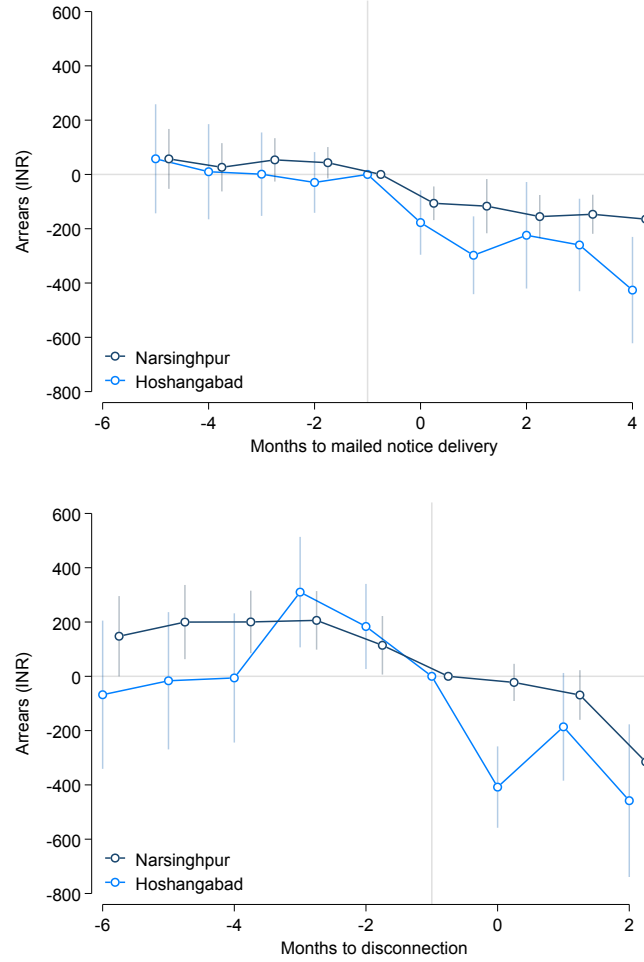 600
400
200
0
-200
-400
-600
-800
Arrears (INR)
Narsinghpur
Hoshangabad
-6 -4 -2 0 2 4
Months to mailed notice delivery
600
400
200
0
-200
-400
-600
-800
Arrears (INR)
Narsinghpur
Hoshangabad
-6 -4 -2 0 2
Months to disconnection